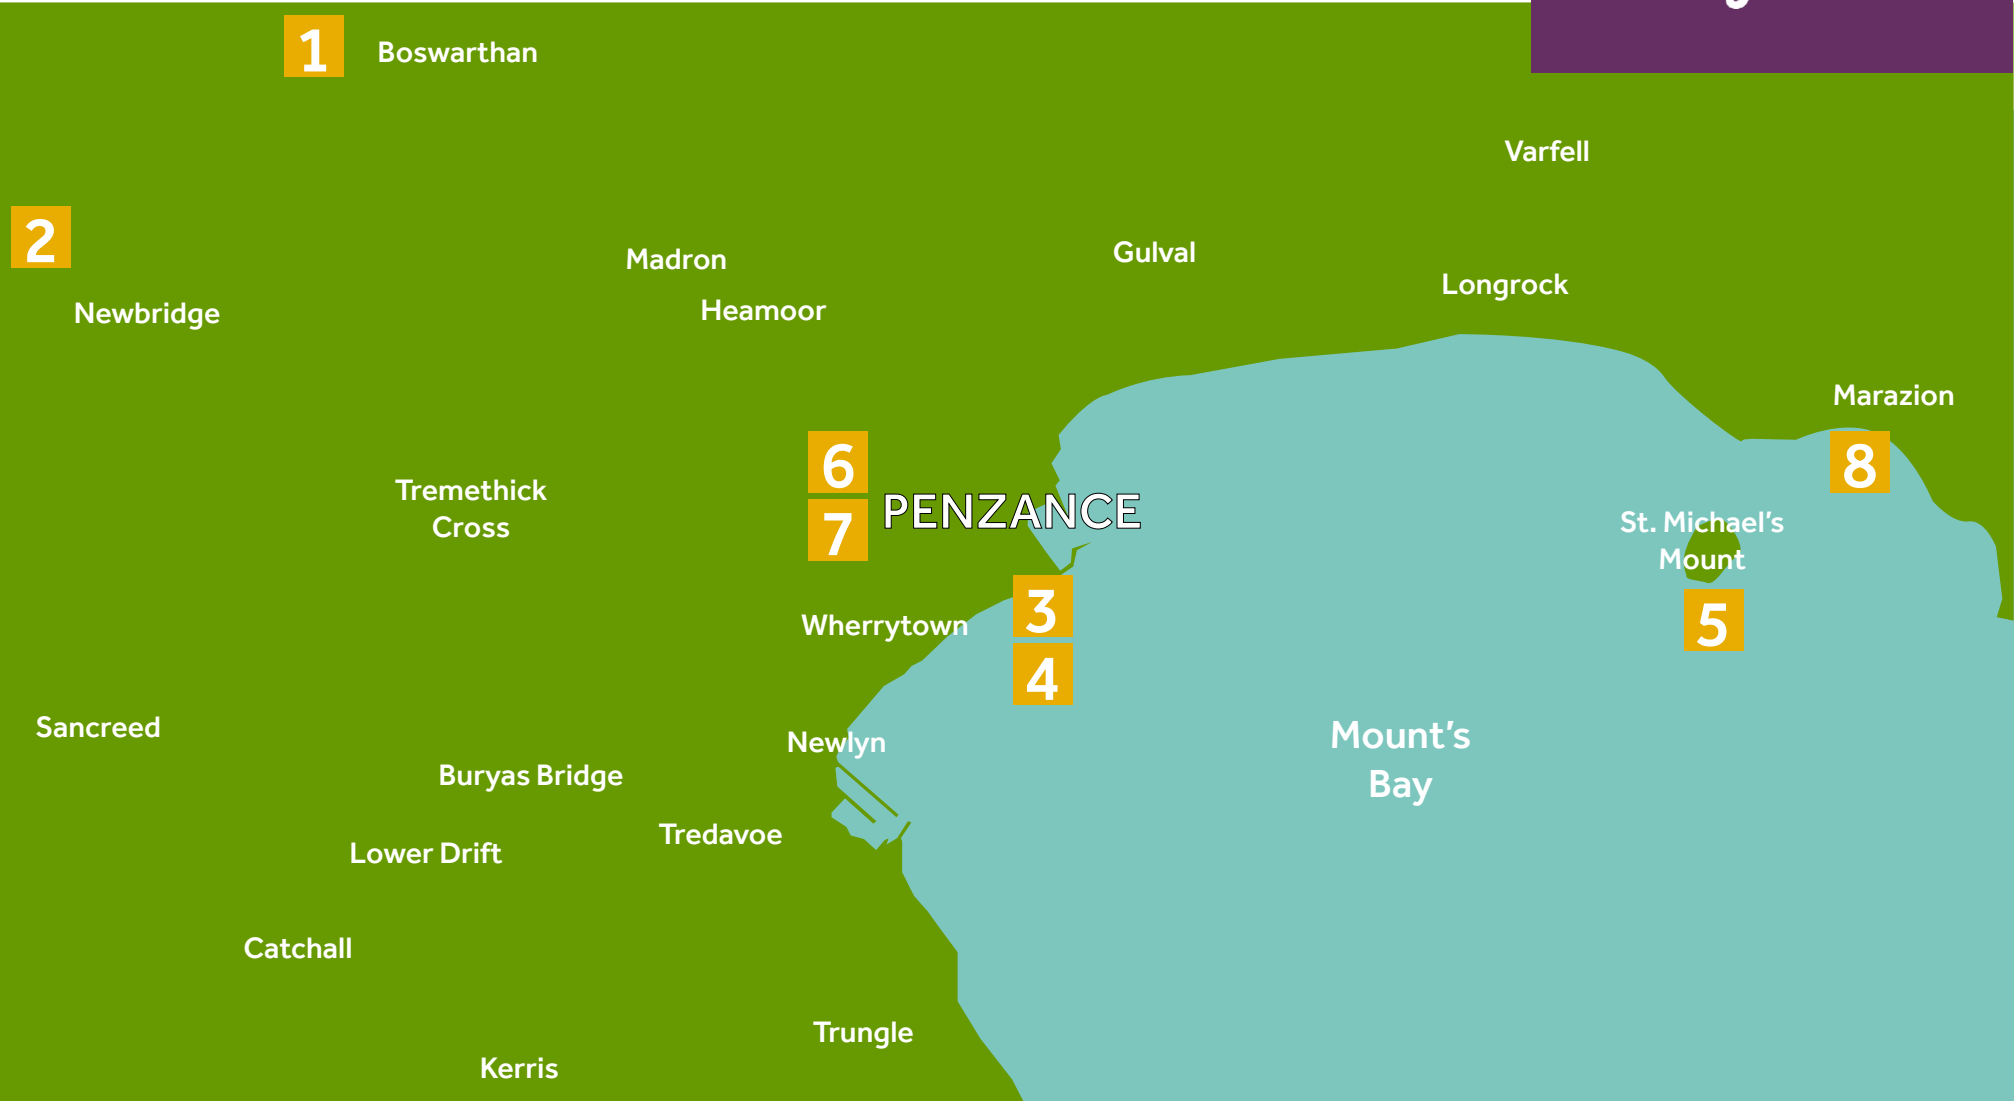 1
Boswarthan
Varfell
2
Madron
Gulval
Longrock
Newbridge
Heamoor
Marazion
6
8
Tremethick
Cross
PENZANCE
7
St. Michael's
Mount
3
Wherrytown
5
4
Sancreed
Newlyn
Mount's
Bay
Buryas Bridge
Tredavoe
Lower Drift
Catchall
Trungle
Kerris